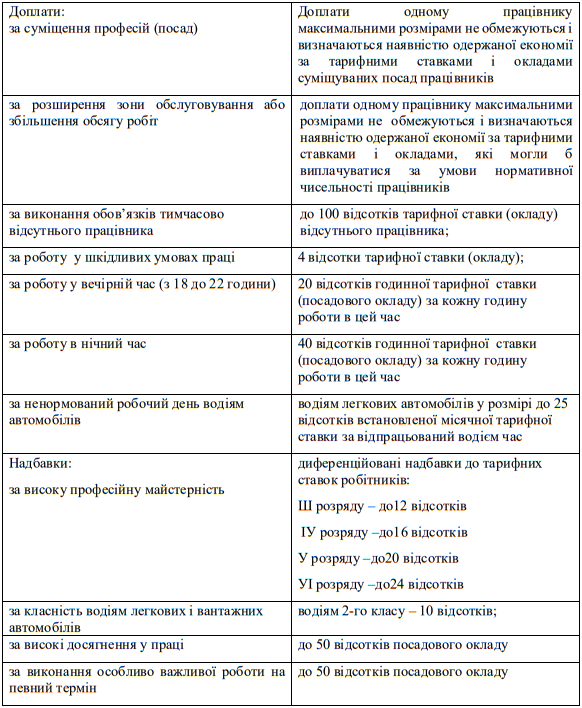 Доплати:
за суміщення професій (посад)
Доплати одному працівнику
максимальними розмірами не обмежуються і
визначаються наявністю одержаної економії
за тарифними ставками і окладами
суміщуваних посад працівників
за розширення зони обслуговування або
збільшення обсягу робіт
доплати одному працівнику максимальними
розмірами не обмежуються і визначаються
наявністю одержаної економії за тарифними
ставками і окладами, які могли б
виплачуватися за умови нормативної
чисельності працівників
за виконання обов’язків тимчасово
відсутнього працівника
до 100 відсотків тарифної ставки (окладу)
відсутнього працівника;
за роботу у шкідливих умовах праці
4 відсотки тарифної ставки (окладу);
за роботу у вечірній час (з 18 до 22 години)
20 відсотків годинної тарифної ставки
(посадового окладу) за кожну годину
роботи в цей час
за роботу в нічний час
40 відсотків годинної тарифної ставки
(посадового окладу) за кожну годину
роботи в цей час
за ненормований робочий день водіям
автомобілів
водіям легкових автомобілів у розмірі до 25
відсотків встановленої місячної тарифної
ставки за відпрацьований водієм час
Надбавки:
за високу професійну майстерність
диференційовані надбавки до тарифних
ставок робітників:
Ш розряду – до12 відсотків
ІУ розряду –до16 відсотків
У розряду –до20 відсотків
УІ розряду –до24 відсотків
за класність водіям легкових і вантажних
автомобілів
водіям 2-го класу – 10 відсотків;
за високі досягнення у праці
до 50 відсотків посадового окладу
за виконання особливо важливої роботи на
певний термін
до 50 відсотків посадового окладу